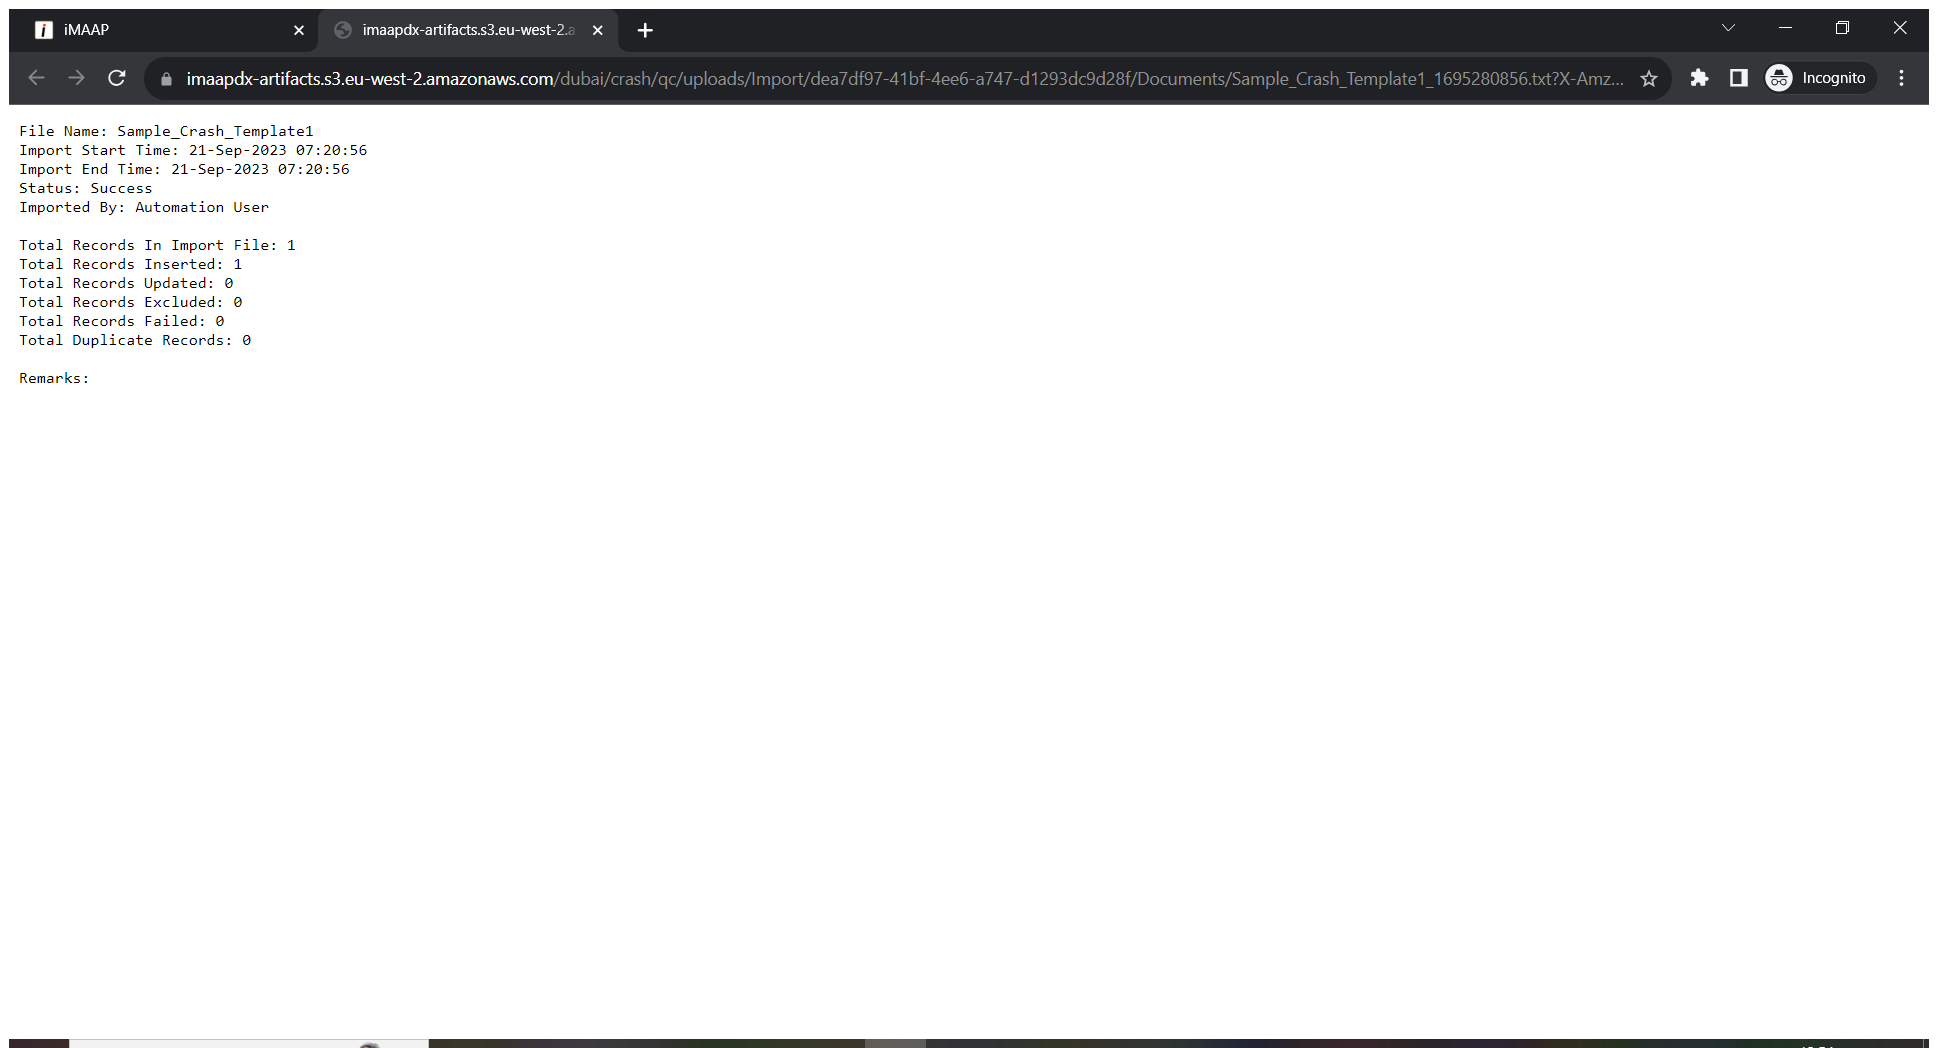 iMAAP
imaapdx-artifacts.s3.eu-west-2.a
imaapdx-artifacts.s3.eu-west-2.amazonaws.com/dubai/crash/qc/uploads/Import/dea7df97-41bf-4ee6-a747-d1293dc9d28f/Documents/Sample_Crash_Template1_1695280856.txt?X-Amz...
Incognito
File Name: Sample_Crash_Template1
Import Start Time: 21-Sep-2023 07:20:56
Import End Time: 21-Sep-2023 07:20:56
Status: Success
Imported By: Automation User
Total Records In Import File: 1
Total Records Inserted: 1
Total Records Updated: 0
Total Records Excluded: 0
Total Records Failed: 0
Total Duplicate Records: 0
Remarks: